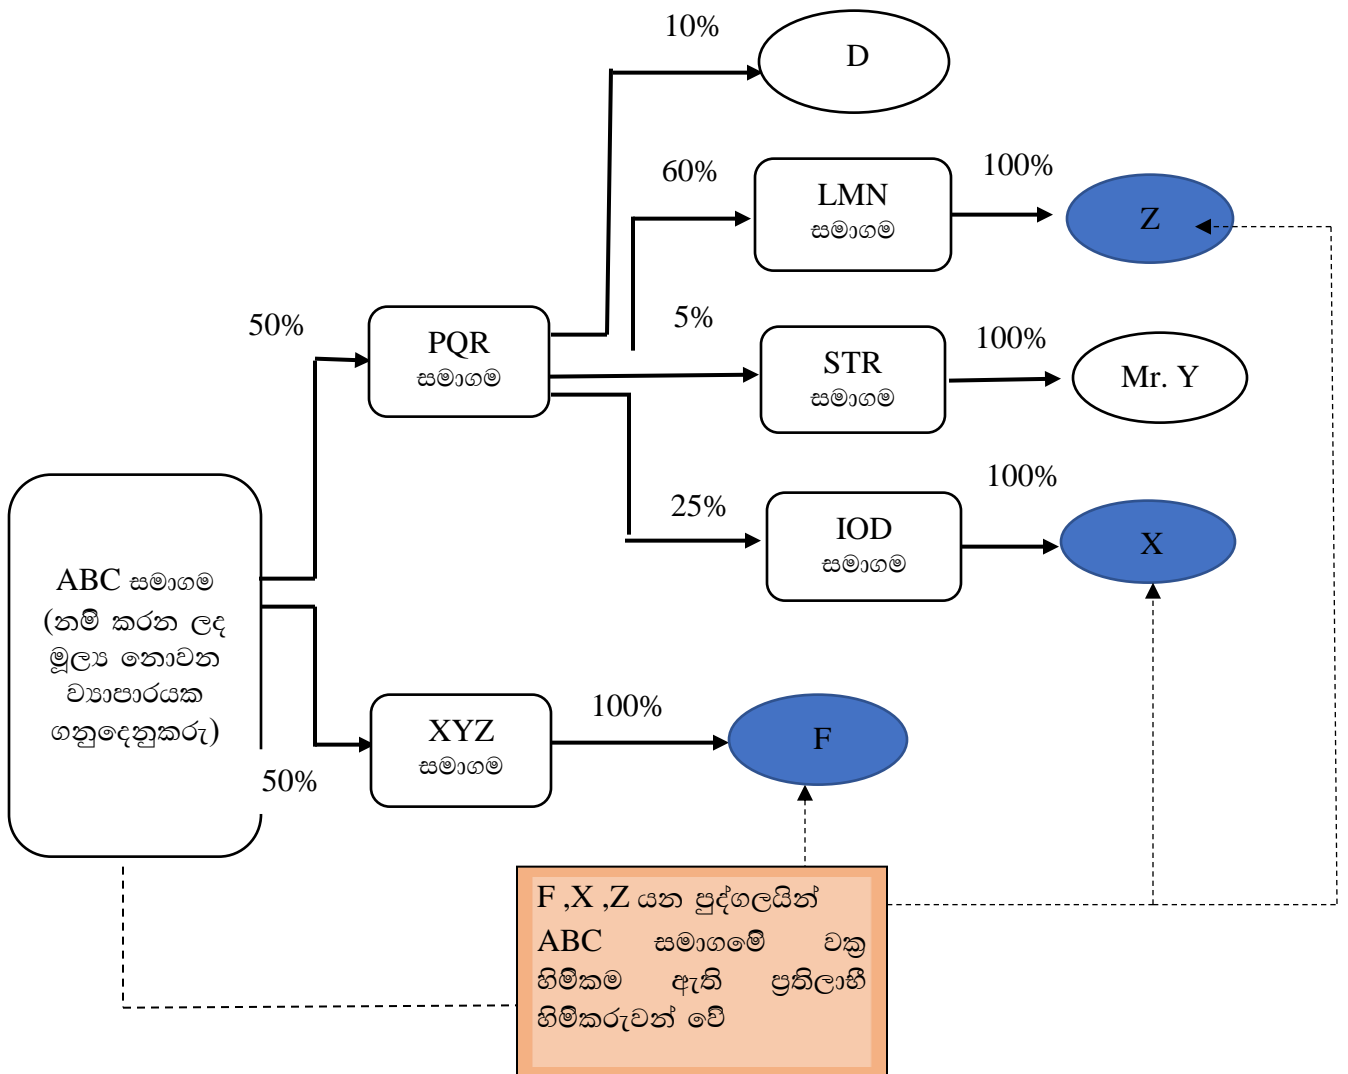 10%
D
60%
LMN
සමාගම
100%
Z
50%
PQR
සමාගම
5%
STR
සමාගම
100%
Mr. Y
25%
IOD
සමාගම
100%
X
ABC සමාගම
(නම් කරන ලද
මූල්‍ය නොවන
ව්‍යාපාරයක
ගනුදෙනුකරු)
50%
XYZ
සමාගම
100%
F
F ,X ,Z යන පුද්ගලයින්
ABC සමාගමේ වක්‍ර
හිමිකම ඇති ප්‍රතිලාභී
හිමිකරුවන් වේ